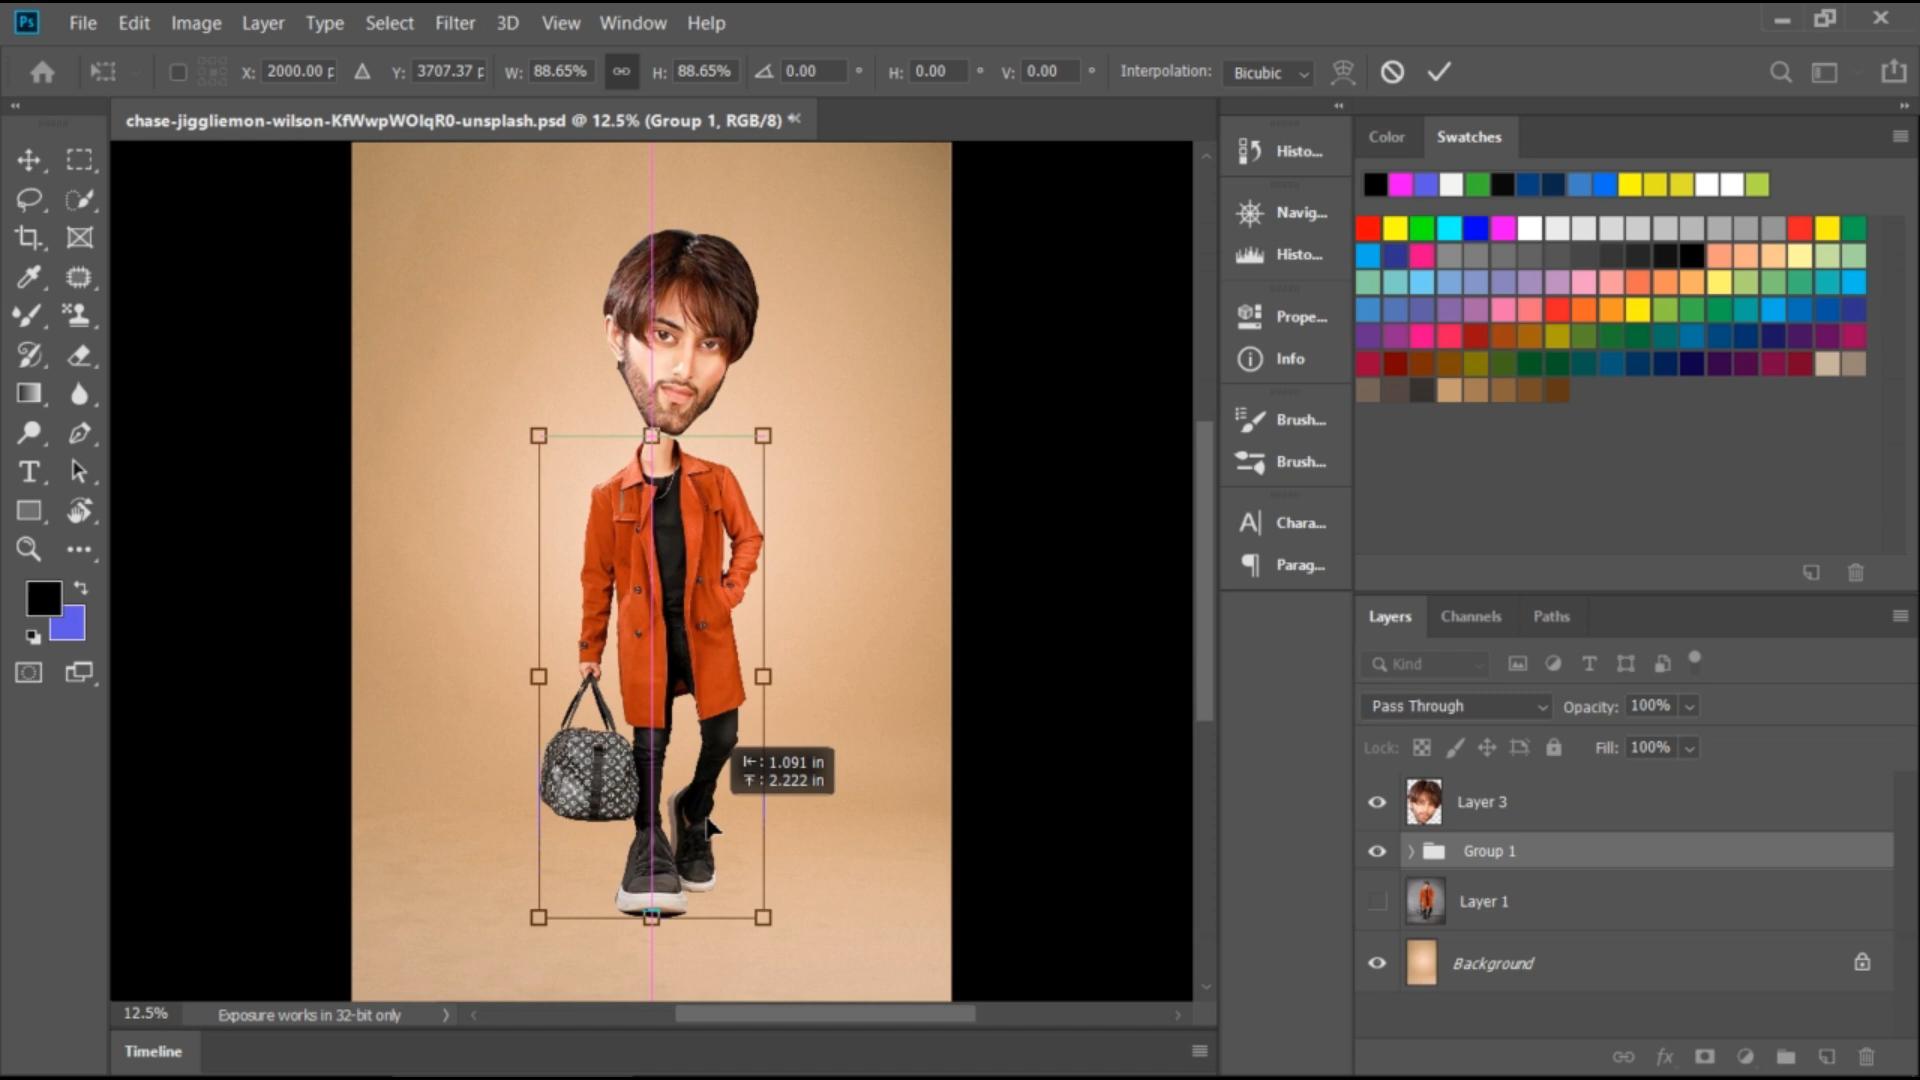 Ps File Edit Image Layer Type Select Filter 3D View Window Help
X: 2000.00 p Y: 3707.37 p W: 88.65% H: 88.65% 0.00 ° H: 0.00 ° V: 0.00 ° Interpolation: Bicubic
chase-jiggliemon-wilson-KfWwpWOlqR0-unsplash.psd @ 12.5% (Group 1, RGB/8) *
Histo...
Navig...
Histo...
Prope...
Info
Brush...
Brush...
Chara...
Parag...
Color Swatches
Layers Channels Paths
Kind
Pass Through Opacity: 100%
Lock: Fill: 100%
Layer 3
Group 1
Layer 1
Background
: 1.091 in
: 2.222 in
12.5% Exposure works in 32-bit only
Timeline